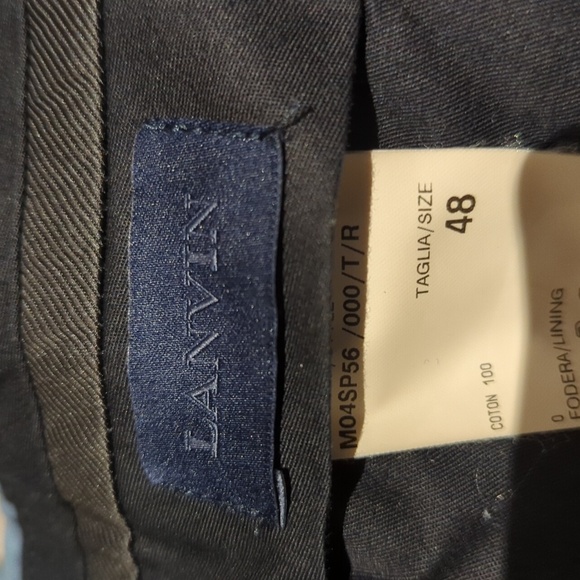 LANVIN
M04SP56 /000/T/R
TAGLIA/SIZE
48
COTON 100
FODERA/LINING